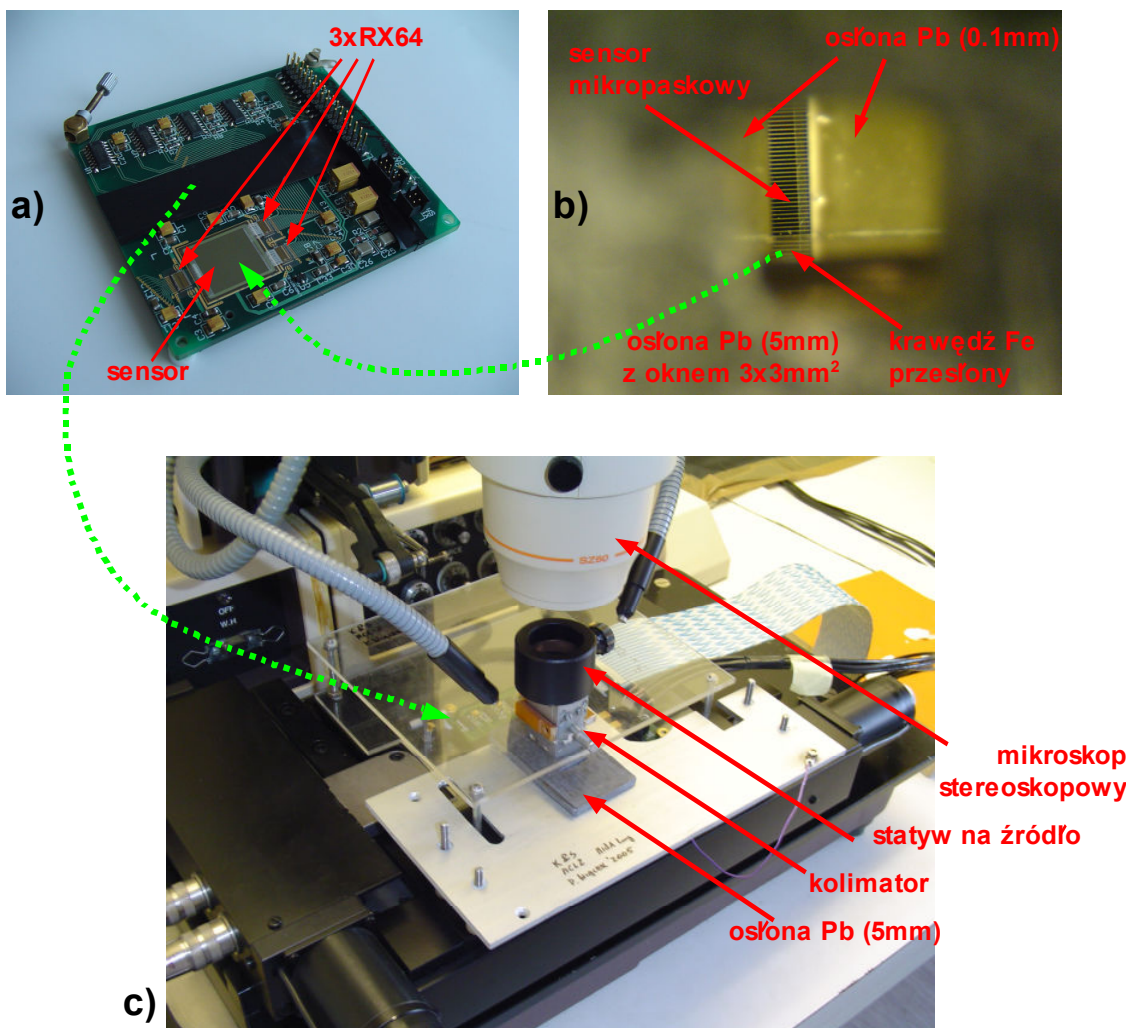 3xRX64
a)
sensor
sensor
mikropaskowy
osłona Pb (0.1mm)
b)
osłona Pb (5mm)
z oknem 3x3mm²
krawędź Fe
przesłony
SZ60
OFF
W.H
mikroskop
stereoskopowy
statyw na źródło
kolimator
osłona Pb (5mm)
c)